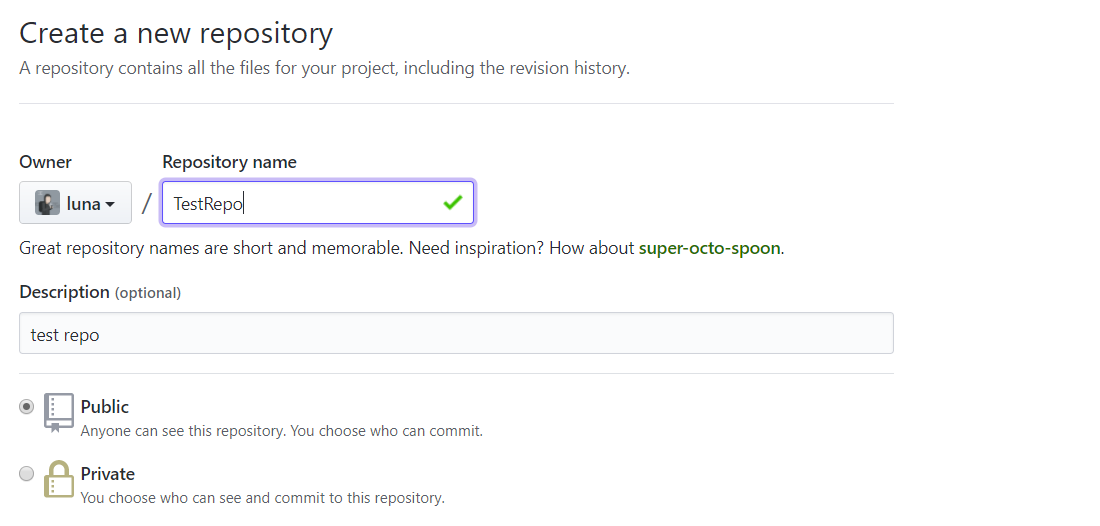 Create a new repository
A repository contains all the files for your project, including the revision history.
Owner
Repository name
luna / TestRepo
Great repository names are short and memorable. Need inspiration? How about super-octo-spoon.
Description (optional)
test repo
Public
Anyone can see this repository. You choose who can commit.
Private
You choose who can see and commit to this repository.